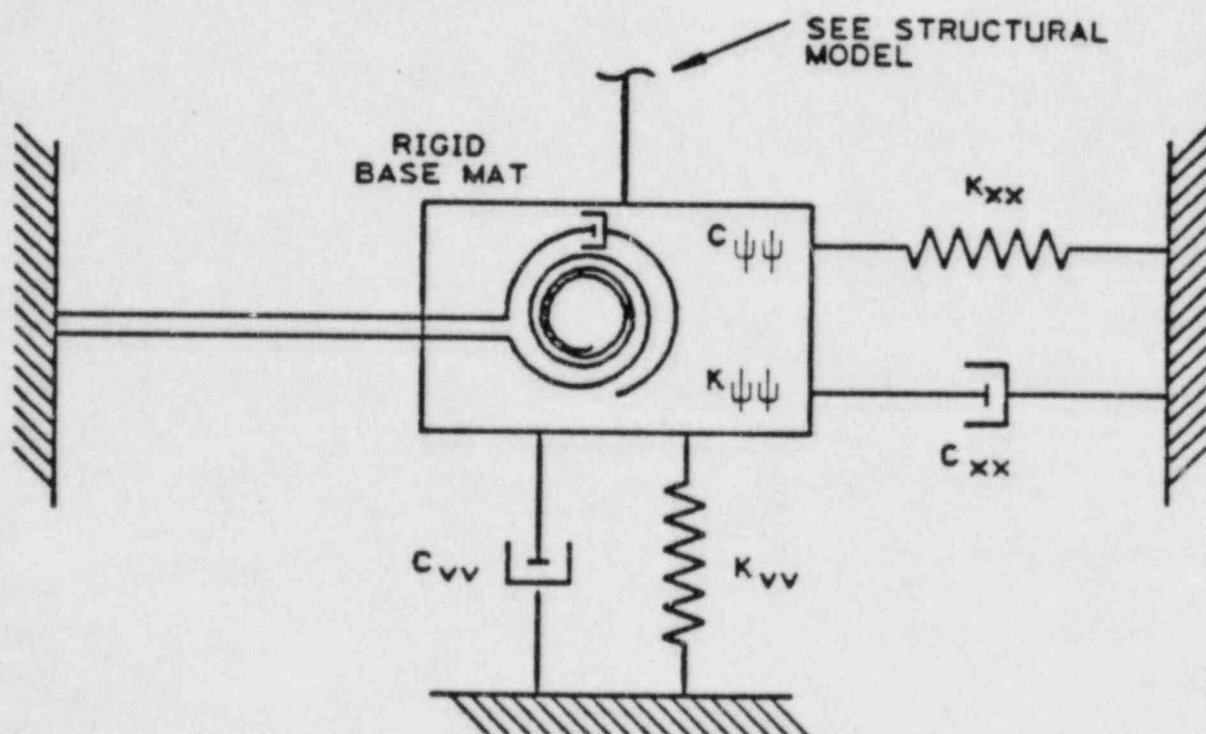 SEE STRUCTURAL
MODEL
RIGID
BASE MAT
Kxx
Cψψ
Kψψ
Cxx
Cvv
Kvv